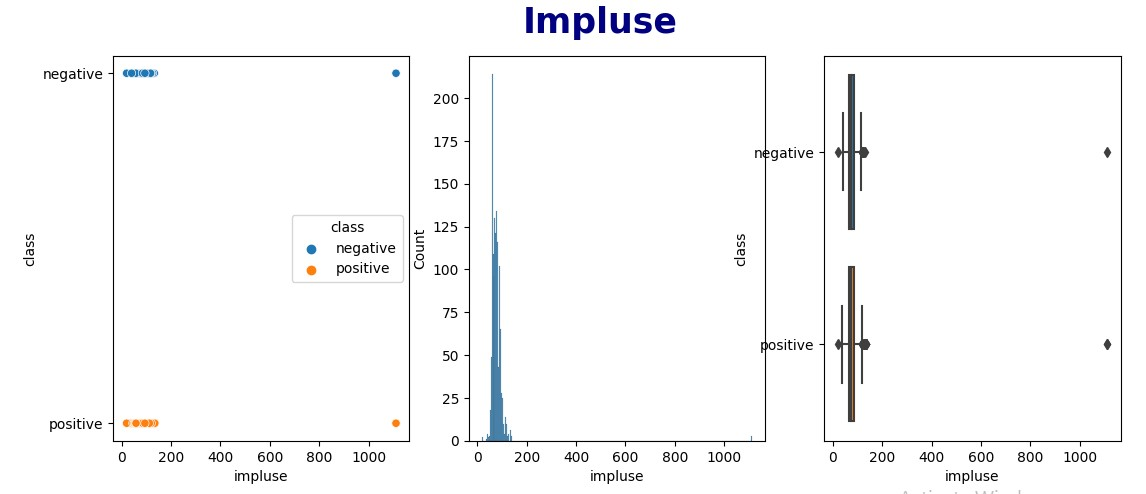 Impluse
negative
positive
class
0 200 400 600 800 1000
impluse
class
negative
positive
200
175
150
125
100
75
50
25
0
Count
0 200 400 600 800 1000
impluse
negative
positive
class
0 200 400 600 800 1000
impluse